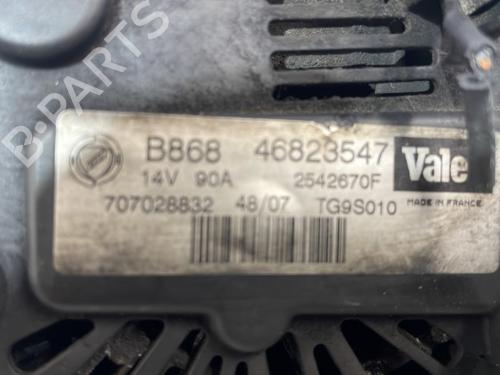 B-PARTS
B868 46823547 Vale
14V 90A 2542670F
707028832 48/07 TG9S010
MADE IN FRANCE